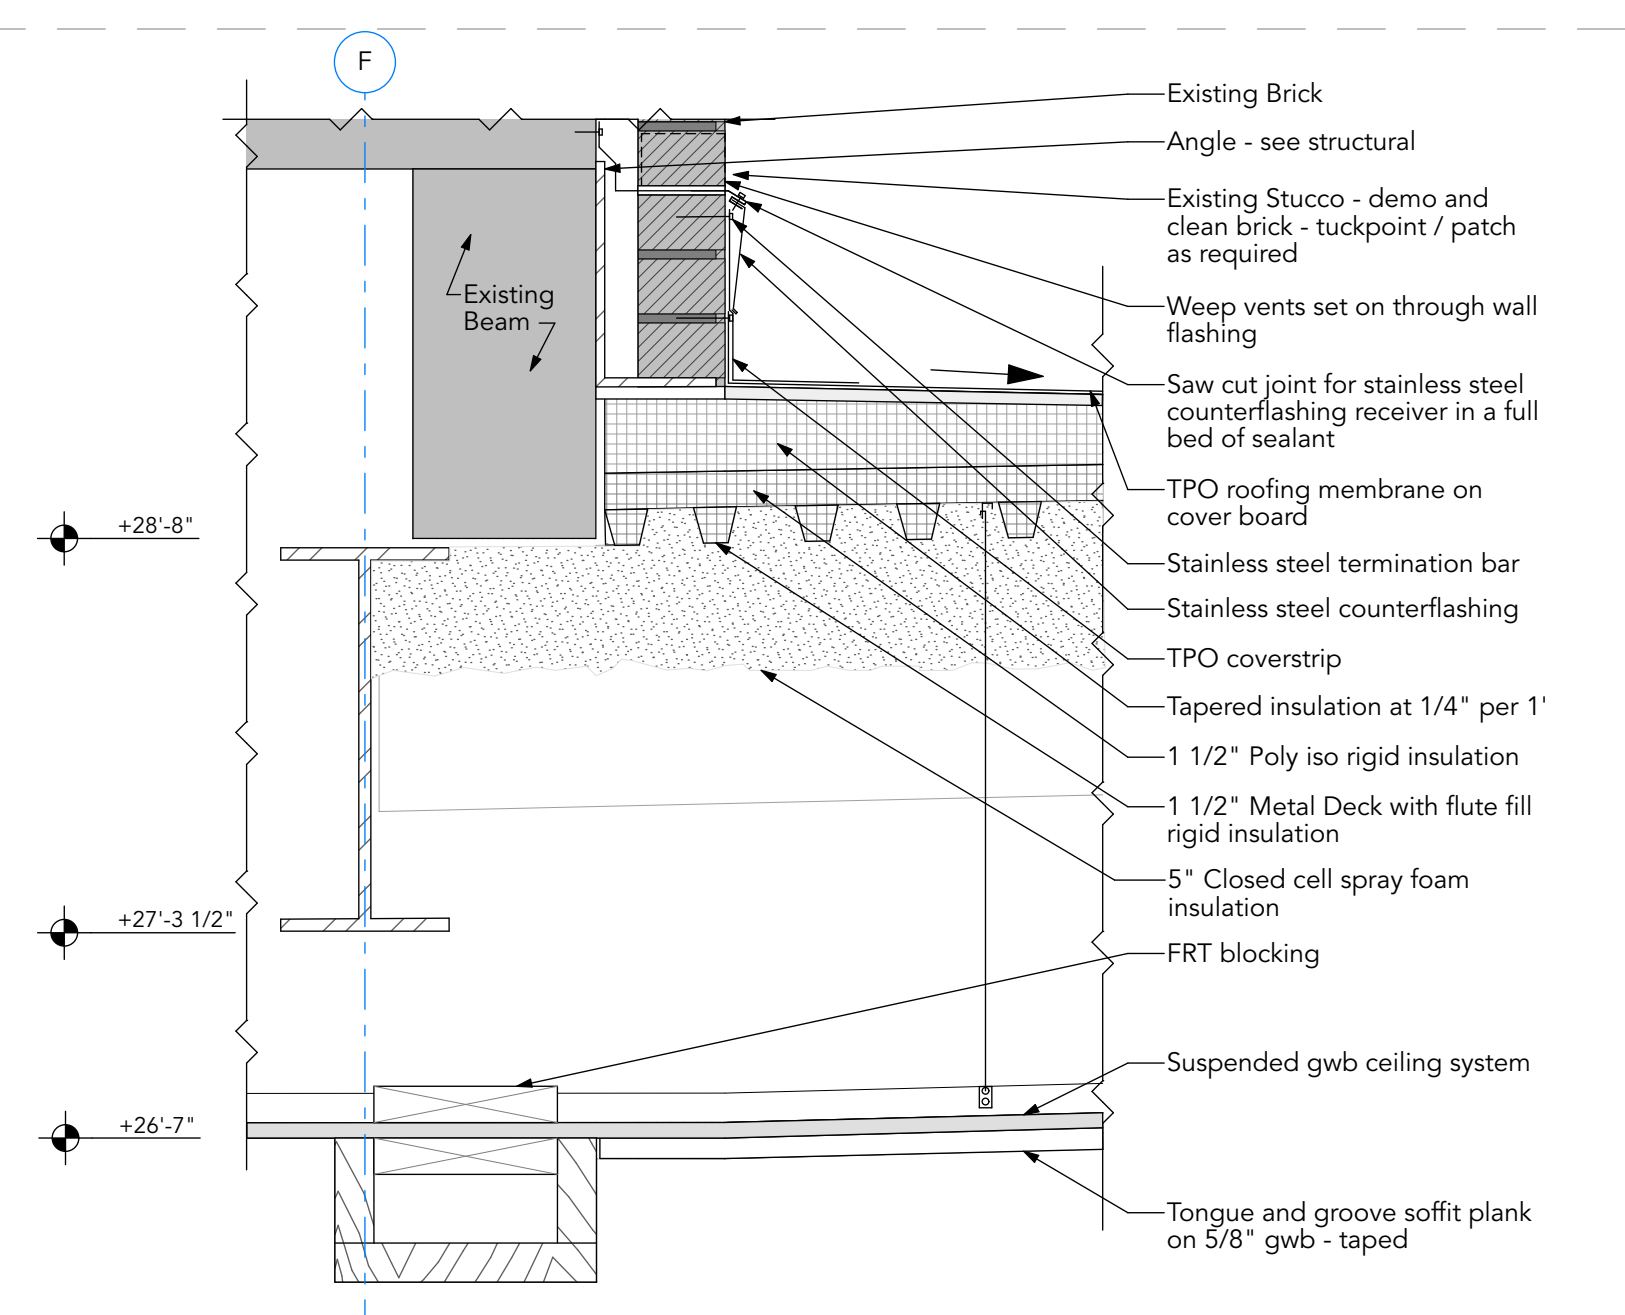 F
Existing Brick
Angle - see structural
Existing Stucco - demo and
clean brick - tuckpoint / patch
as required
Existing
Beam
Weep vents set on through wall
flashing
Saw cut joint for stainless steel
counterflashing receiver in a full
bed of sealant
TPO roofing membrane on
cover board
+28'-8"
Stainless steel termination bar
Stainless steel counterflashing
TPO coverstrip
Tapered insulation at 1/4" per 1'
1 1/2" Poly iso rigid insulation
1 1/2" Metal Deck with flute fill
rigid insulation
5" Closed cell spray foam
insulation
+27'-3 1/2"
FRT blocking
Suspended gwb ceiling system
+26'-7"
Tongue and groove soffit plank
on 5/8" gwb - taped